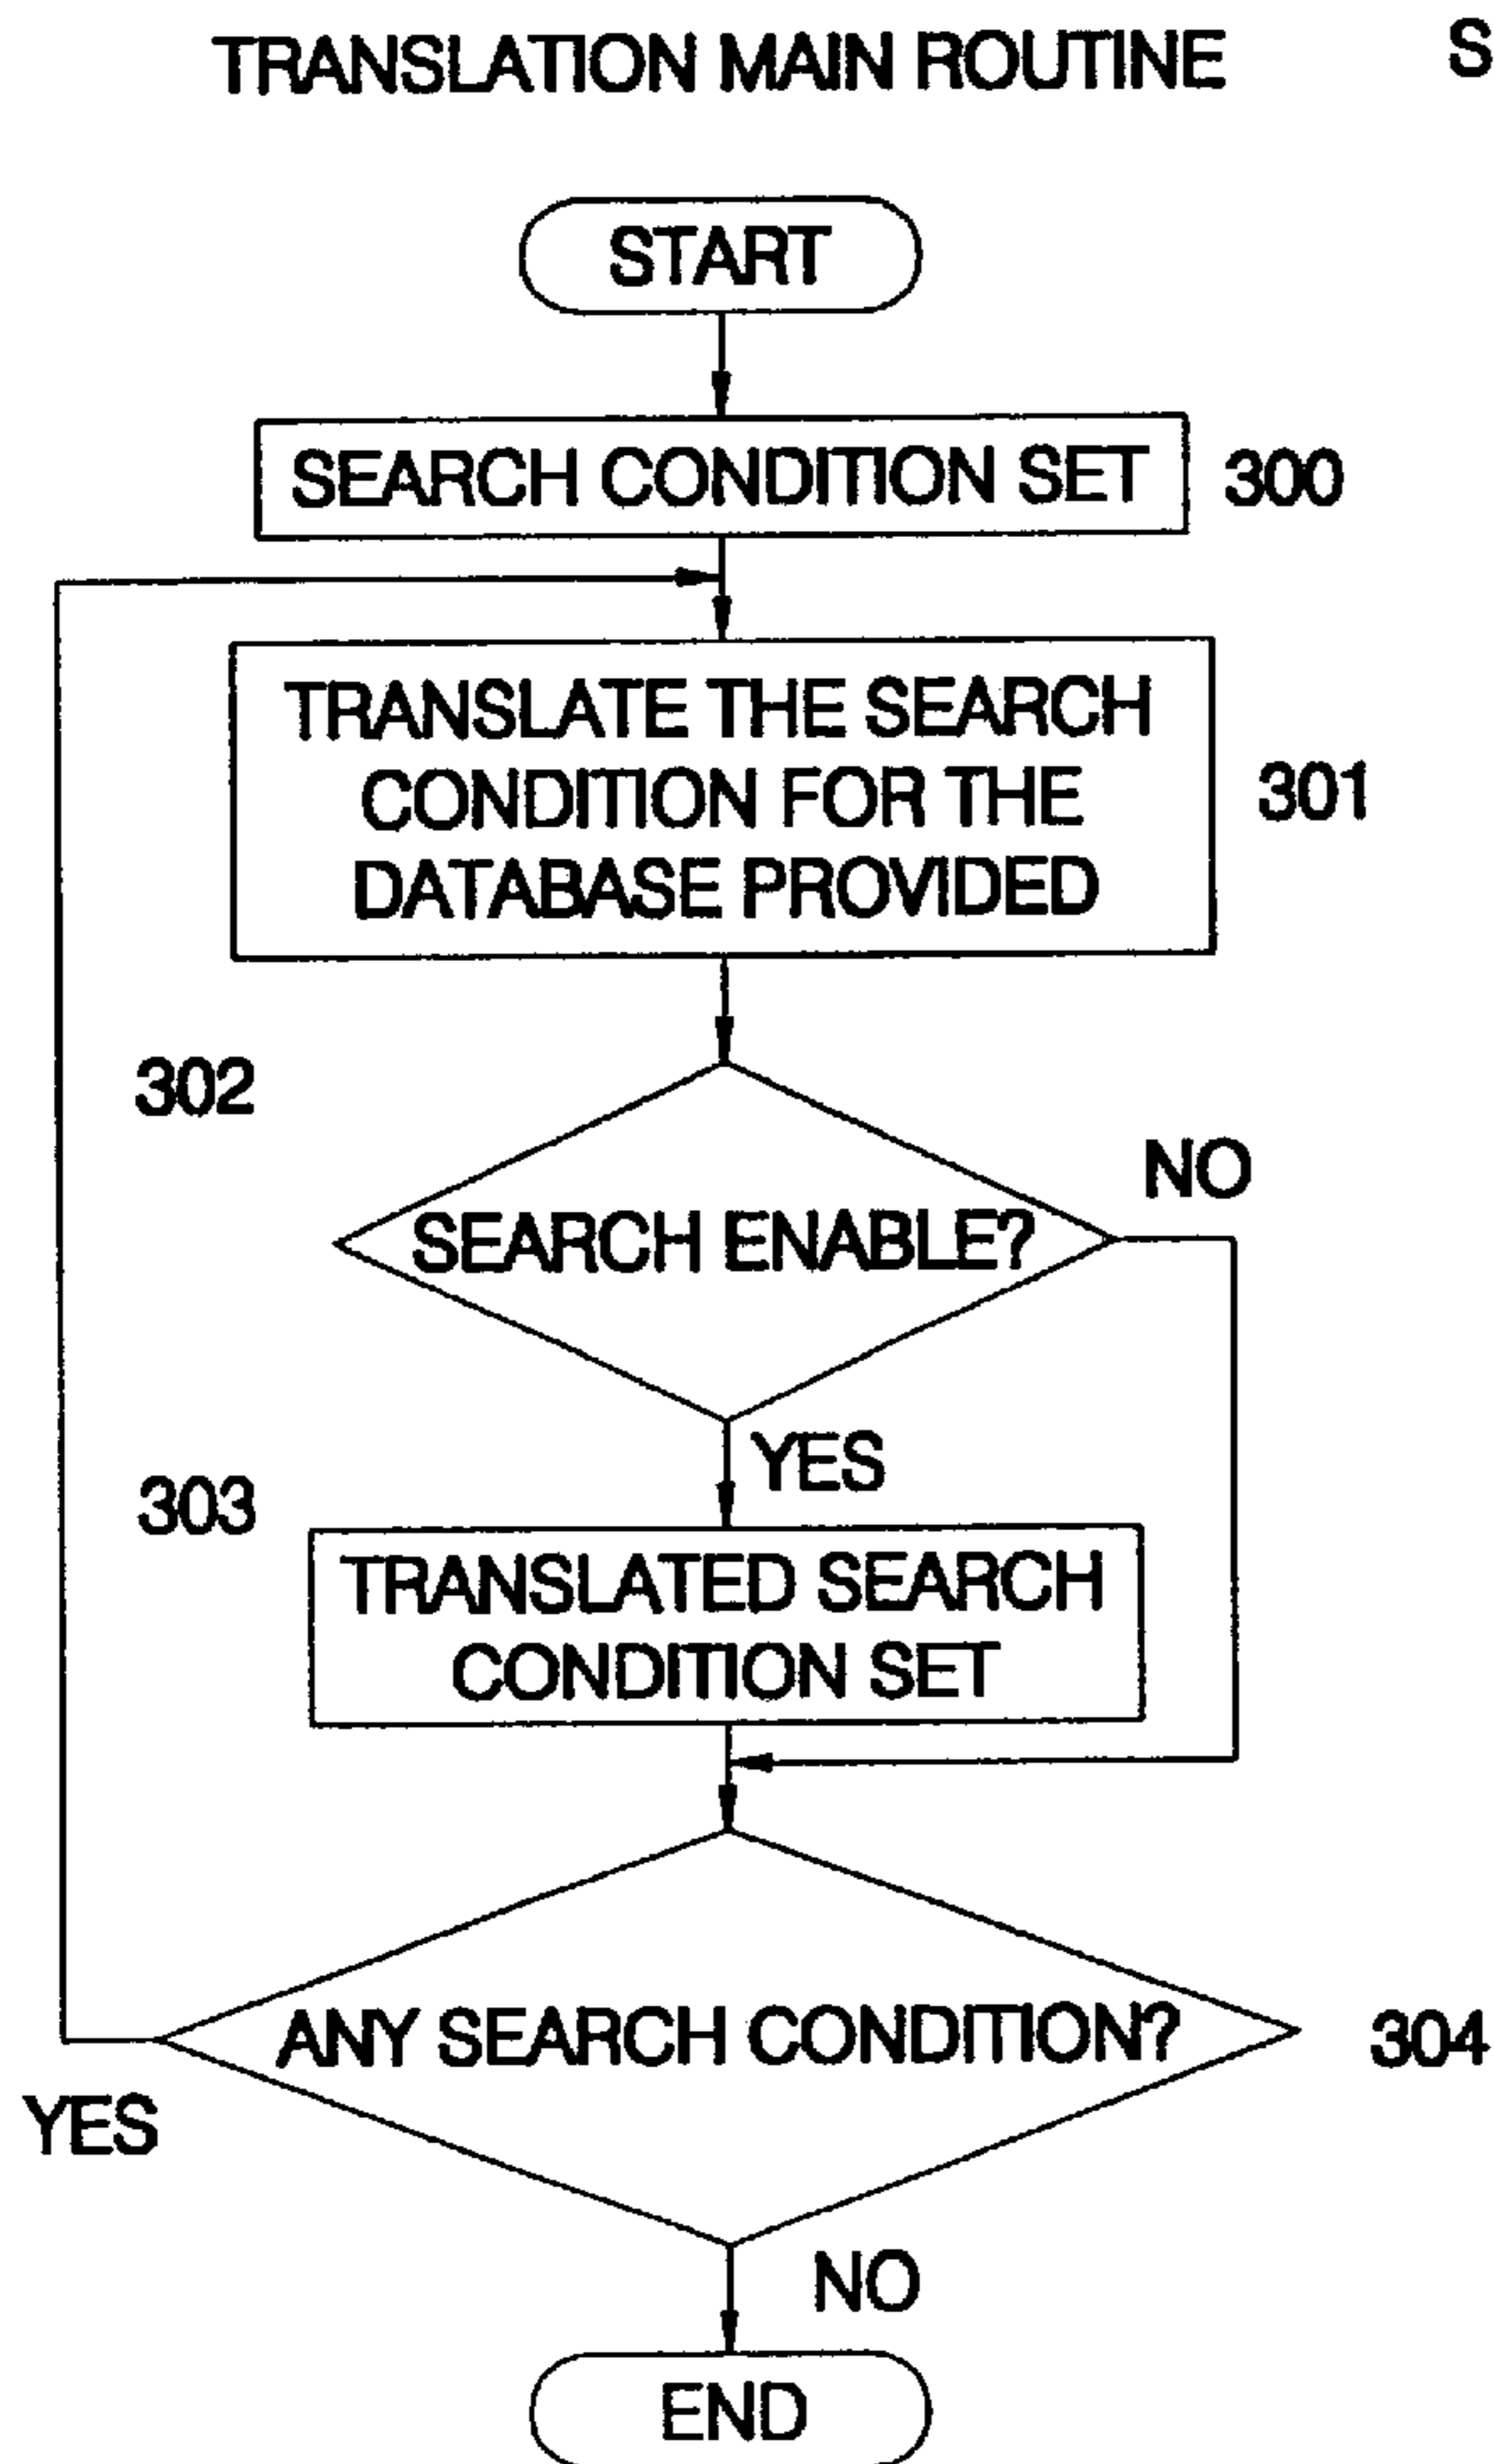 TRANSLATION MAIN ROUTINE
S
START
SEARCH CONDITION SET
300
TRANSLATE THE SEARCH
CONDITION FOR THE
DATABASE PROVIDED
301
302
NO
SEARCH ENABLE?
YES
303
TRANSLATED SEARCH
CONDITION SET
ANY SEARCH CONDITION?
304
YES
NO
END